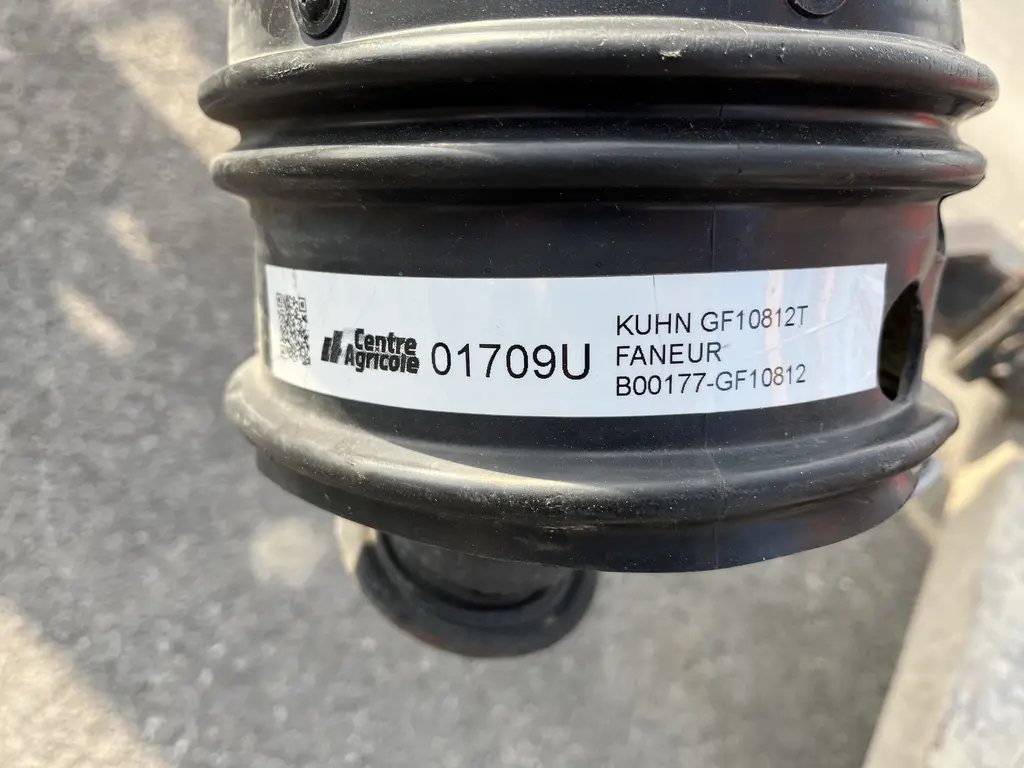 Centre
Agricole
01709U
KUHN GF10812T
FANEUR
B00177-GF10812